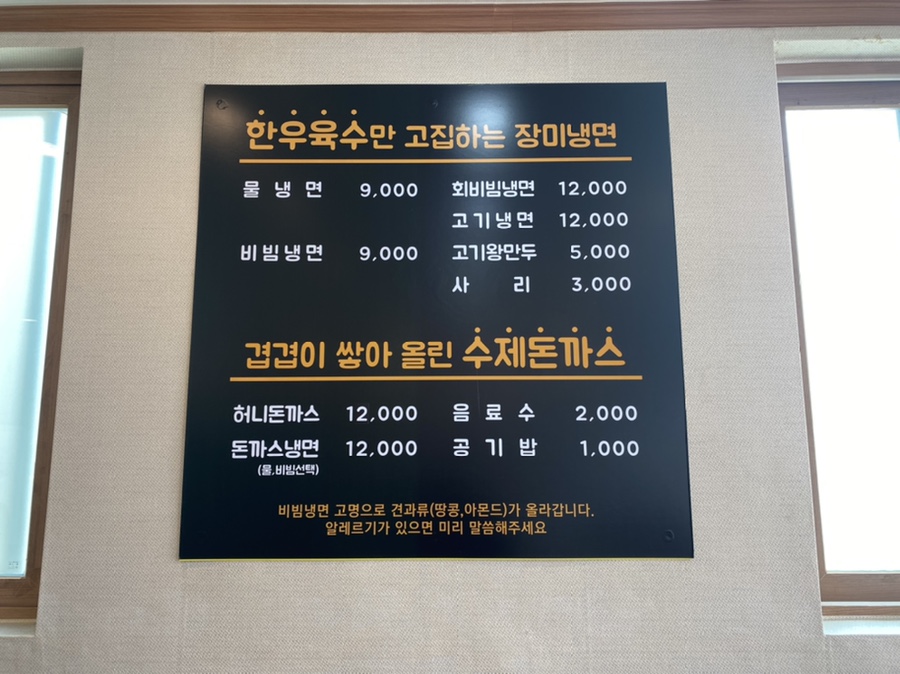 한우육수만 고집하는 장미냉면
물냉면 9,000 회비빔냉면 12,000
고기냉면 12,000
비빔냉면 9,000 고기왕만두 5,000
사리 3,000
겹겹이 쌓아 올린 수제돈까스
허니돈까스 12,000 음료수 2,000
돈까스냉면 12,000 공기밥 1,000
(물,비빔선택)
비빔냉면 고명으로 견과류(땅콩,아몬드)가 올라갑니다.
알레르기가 있으면 미리 말씀해주세요